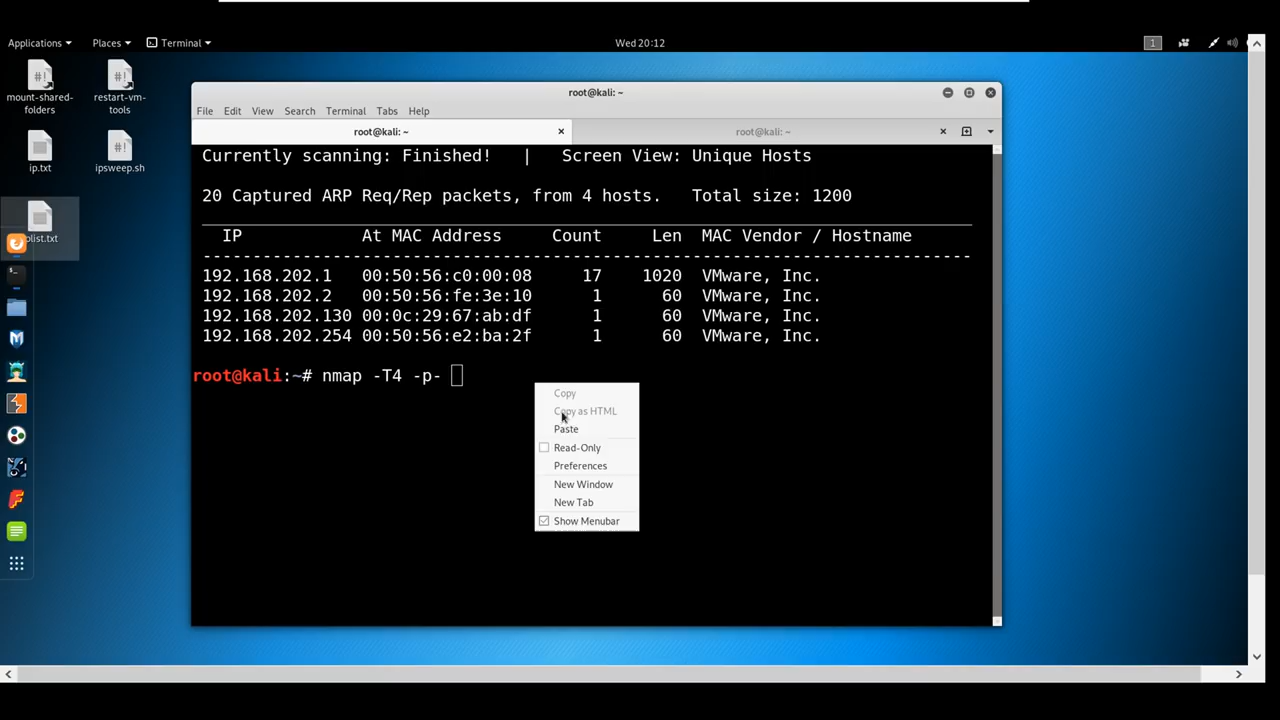 Applications Places Terminal Wed 20:12 1
mount-shared-folders
restart-vm-tools
ip.txt
ipsweep.sh
root@kali: ~
File Edit View Search Terminal Tabs Help
root@kali: ~ root@kali: ~
Currently scanning: Finished! | Screen View: Unique Hosts
20 Captured ARP Req/Rep packets, from 4 hosts. Total size: 1200
_____________________________________________________________________________
IP At MAC Address Count Len MAC Vendor / Hostname
-----------------------------------------------------------------------------
192.168.202.1 00:50:56:c0:00:08 17 1020 VMware, Inc.
192.168.202.2 00:50:56:fe:3e:10 1 60 VMware, Inc.
192.168.202.130 00:0c:29:67:ab:df 1 60 VMware, Inc.
192.168.202.254 00:50:56:e2:ba:2f 1 60 VMware, Inc.
root@kali:~# nmap -T4 -p-
Copy
Copy as HTML
Paste
Read-Only
Preferences
New Window
New Tab
Show Menubar